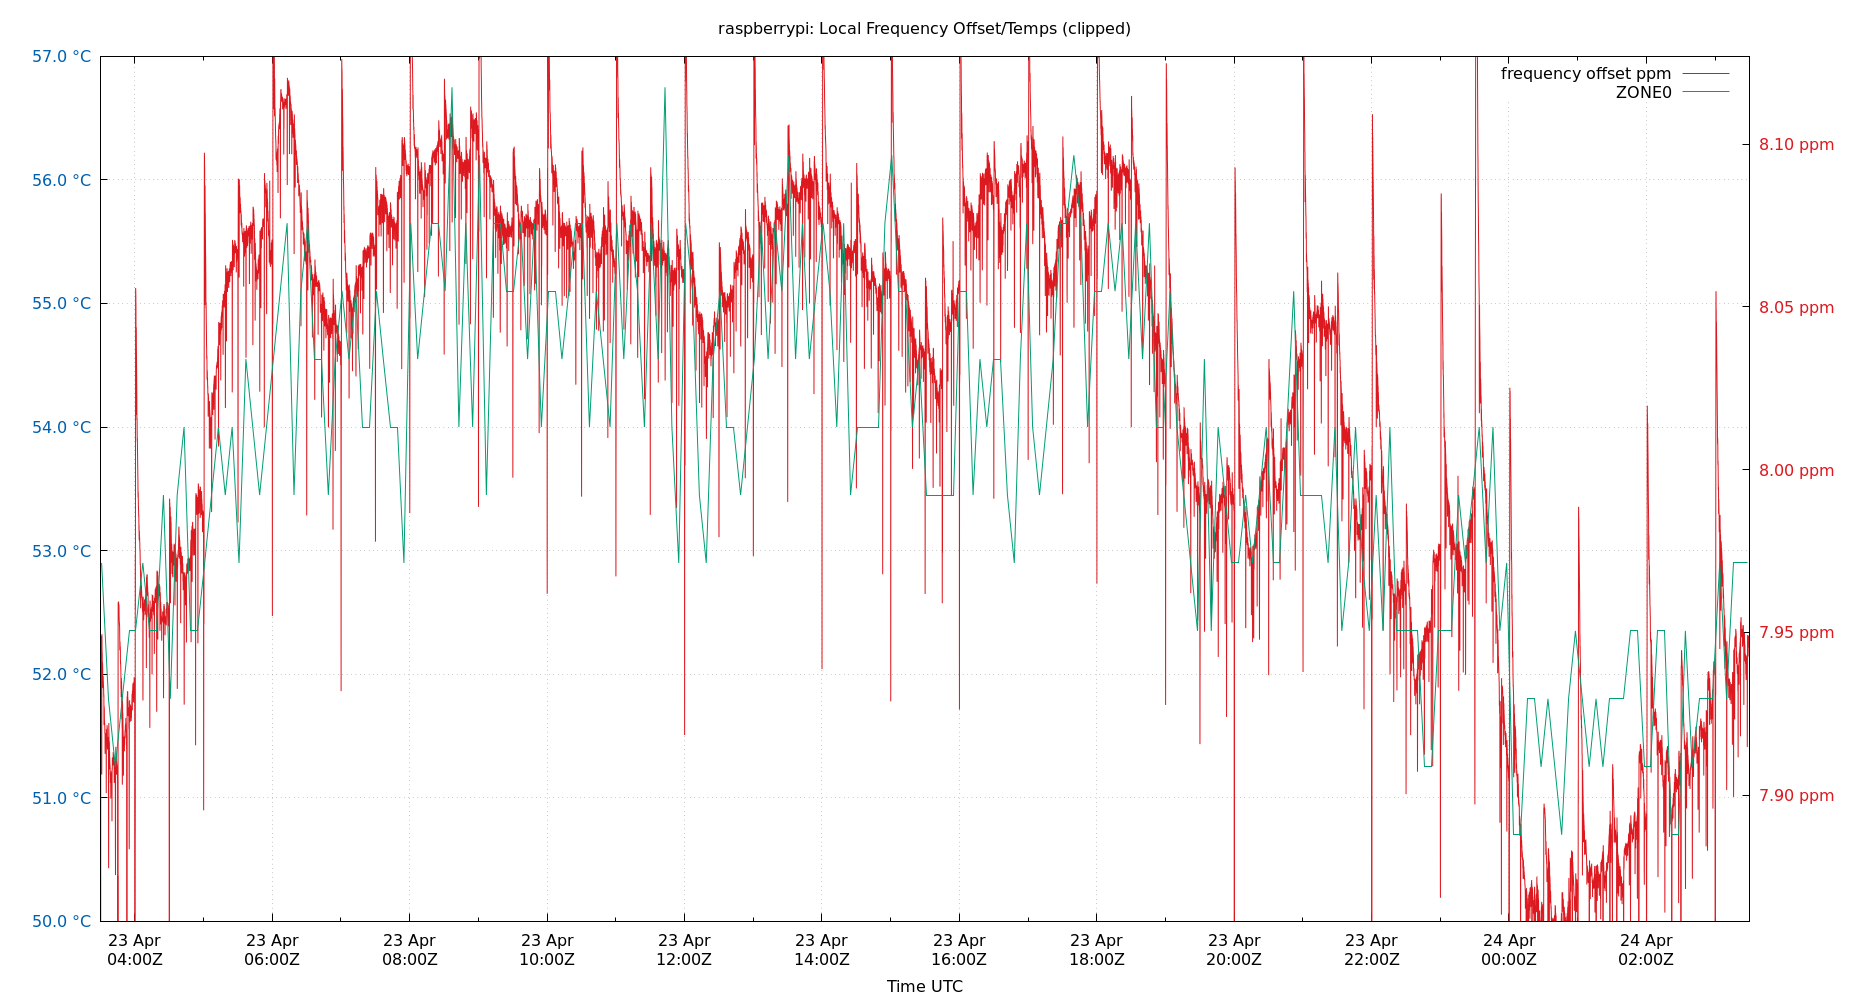 raspberrypi: Local Frequency Offset/Temps (clipped)
57.0 °C
56.0 °C
55.0 °C
54.0 °C
53.0 °C
52.0 °C
51.0 °C
50.0 °C
frequency offset ppm
ZONE0
8.10 ppm
8.05 ppm
8.00 ppm
7.95 ppm
7.90 ppm
23 Apr 23 Apr 23 Apr 23 Apr 23 Apr 23 Apr 23 Apr 23 Apr 23 Apr 23 Apr 24 Apr 24 Apr
04:00Z 06:00Z 08:00Z 10:00Z 12:00Z 14:00Z 16:00Z 18:00Z 20:00Z 22:00Z 00:00Z 02:00Z
Time UTC